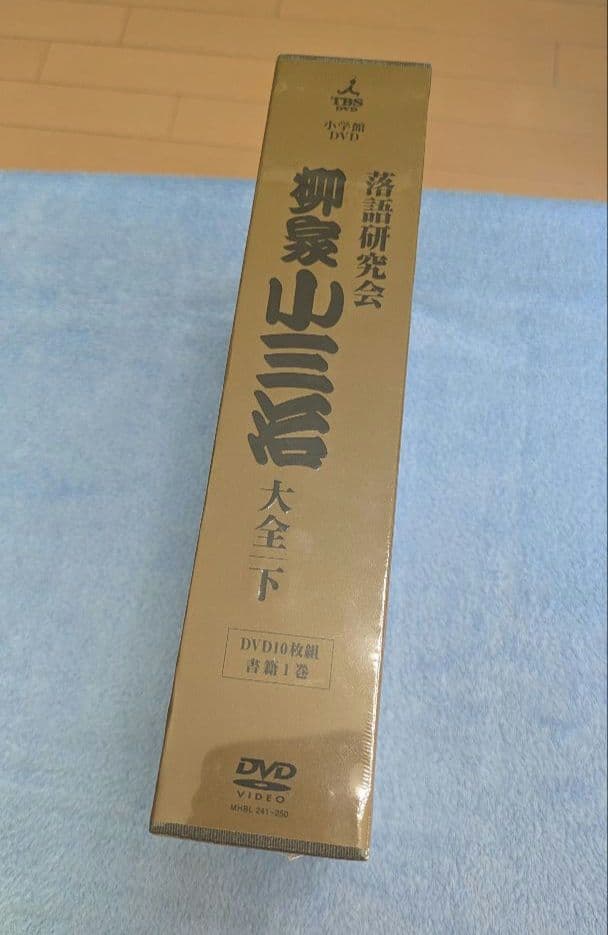 TBS
DVD
小学館
DVD
落語研究会
柳家小三治
大全 下
DVD10枚組
書籍1巻
DVD
VIDEO
MHBL 241~250